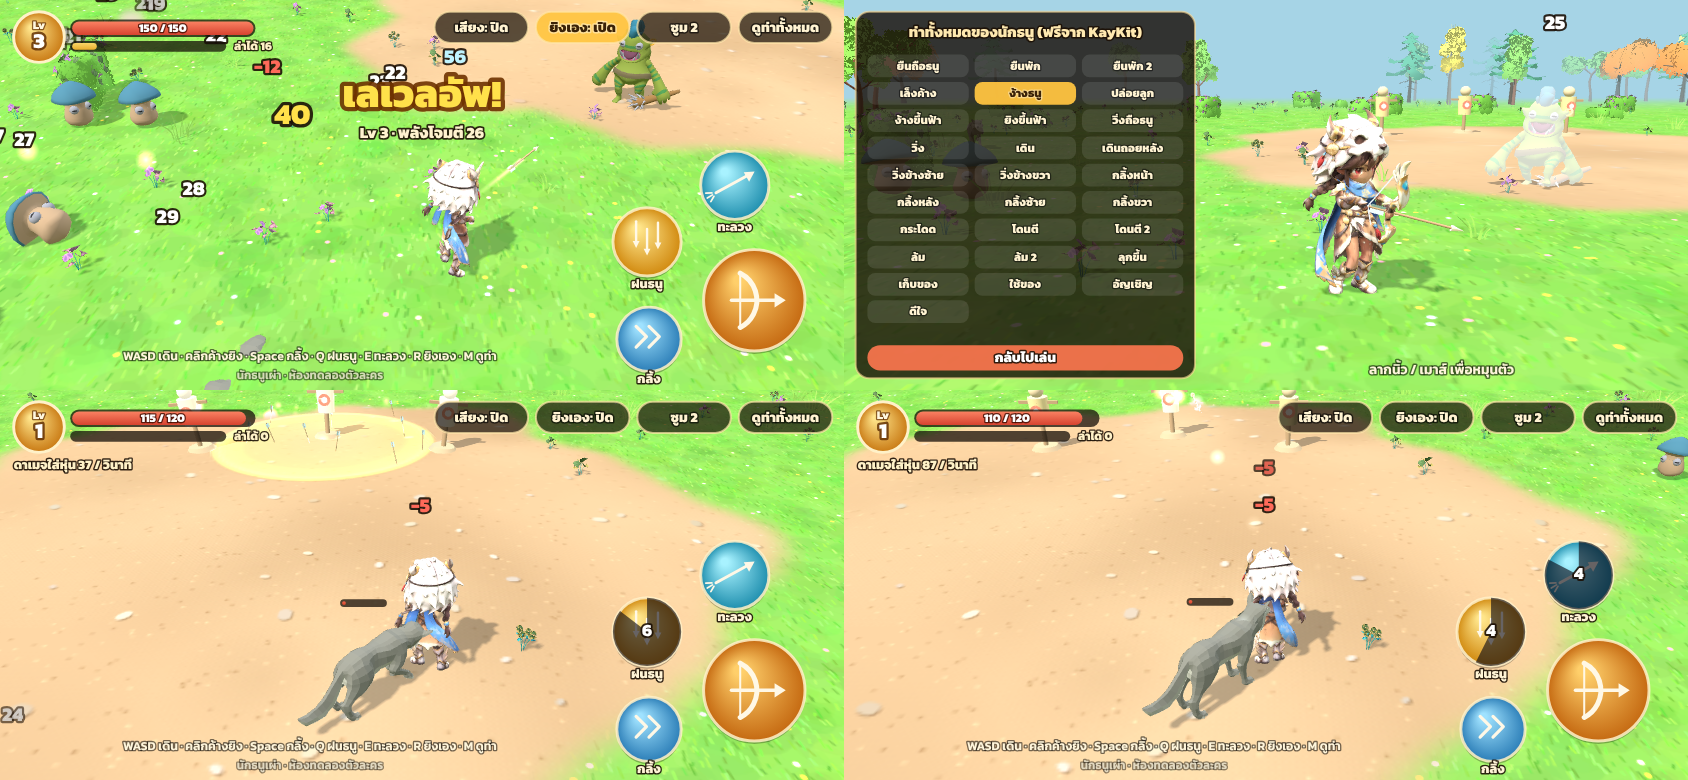 219
Lv
3
150 / 150
22
ล่าได้ 16
-12
เสียง: ปิด
ยิงเอง: เปิด
ซูม 2
ดูท่าทั้งหมด
56
22
เลเวลอัพ!
Lv 3 · พลังโจมตี 26
40
27
28
29
ทะลวง
ฝนธนู
กลิ้ง
WASD เดิน · คลิกค้างยิง · Space กลิ้ง · Q ฝนธนู · E ทะลวง · R ยิงเอง · M ดูท่า
นักธนูเผ่า · ห้องทดลองตัวละคร
ท่าทั้งหมดของนักธนู (ฟรีจาก KayKit)
ยืนถือธนู
ยืนพัก
ยืนพัก 2
เล็งค้าง
ง้างธนู
ปล่อยลูก
ง้างขึ้นฟ้า
ยิงขึ้นฟ้า
วิ่งถือธนู
วิ่ง
เดิน
เดินถอยหลัง
วิ่งข้างซ้าย
วิ่งข้างขวา
กลิ้งหน้า
กลิ้งหลัง
กลิ้งซ้าย
กลิ้งขวา
กระโดด
โดนตี
โดนตี 2
ล้ม
ล้ม 2
ลุกขึ้น
เก็บของ
ใช้ของ
อัญเชิญ
ดีใจ
กลับไปเล่น
25
ลากนิ้ว / เมาส์ เพื่อหมุนตัว
Lv
1
115 / 120
ล่าได้ 0
ดาเมจใส่หุ่น 37 / วินาที
เสียง: ปิด
ยิงเอง: ปิด
ซูม 2
ดูท่าทั้งหมด
-5
24
ทะลวง
6
ฝนธนู
กลิ้ง
WASD เดิน · คลิกค้างยิง · Space กลิ้ง · Q ฝนธนู · E ทะลวง · R ยิงเอง · M ดูท่า
นักธนูเผ่า · ห้องทดลองตัวละคร
Lv
1
110 / 120
ล่าได้ 0
ดาเมจใส่หุ่น 87 / วินาที
เสียง: ปิด
ยิงเอง: ปิด
ซูม 2
ดูท่าทั้งหมด
-5
-5
4
ทะลวง
4
ฝนธนู
กลิ้ง
WASD เดิน · คลิกค้างยิง · Space กลิ้ง · Q ฝนธนู · E ทะลวง · R ยิงเอง · M ดูท่า
นักธนูเผ่า · ห้องทดลองตัวละคร